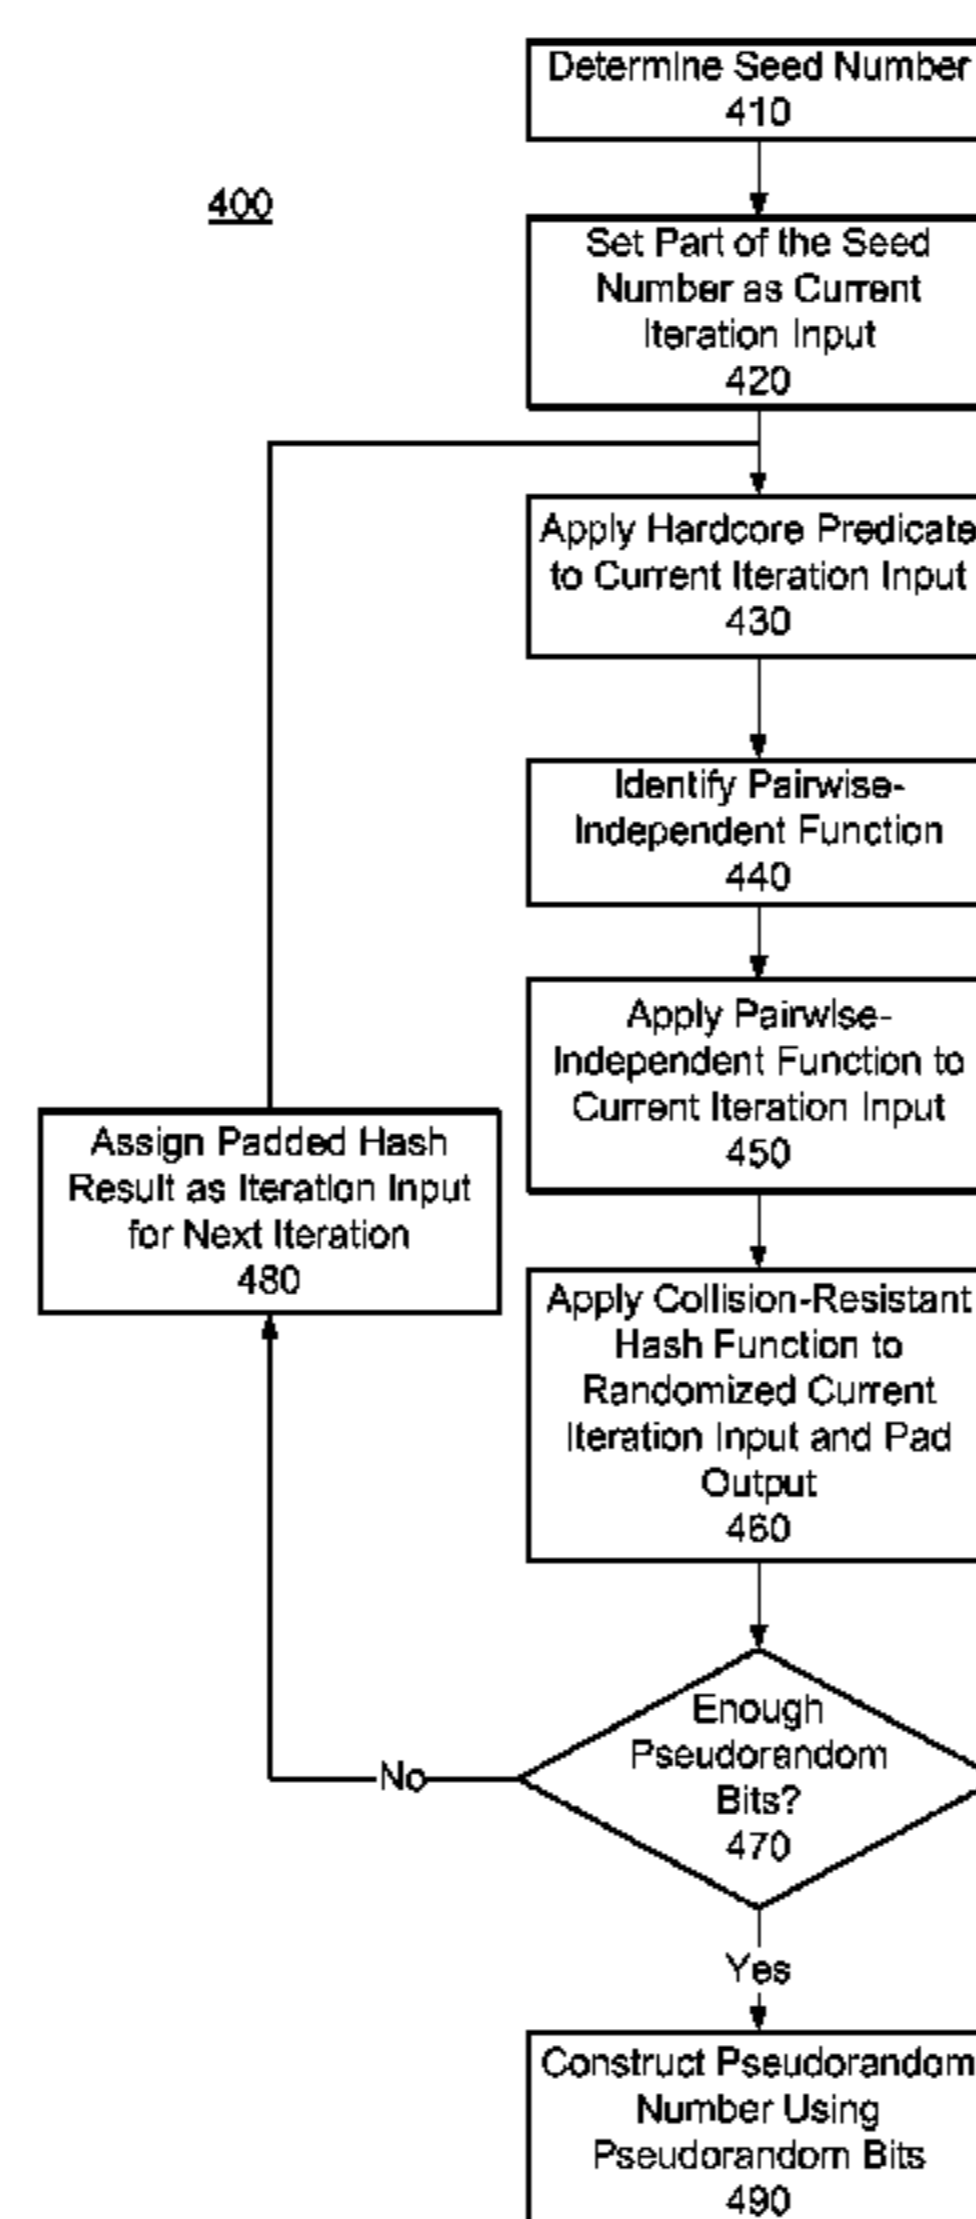 Determine Seed Number
410
400
Set Part of the Seed
Number as Current
Iteration Input
420
Apply Hardcore Predicate
to Current Iteration Input
430
Identify Pairwise-
Independent Function
440
Apply Pairwise-
Independent Function to
Current Iteration Input
450
Assign Padded Hash
Result as Iteration Input
for Next Iteration
480
Apply Collision-Resistant
Hash Function to
Randomized Current
Iteration Input and Pad
Output
460
Enough
Pseudorandom
Bits?
470
No
Yes
Construct Pseudorandom
Number Using
Pseudorandom Bits
490